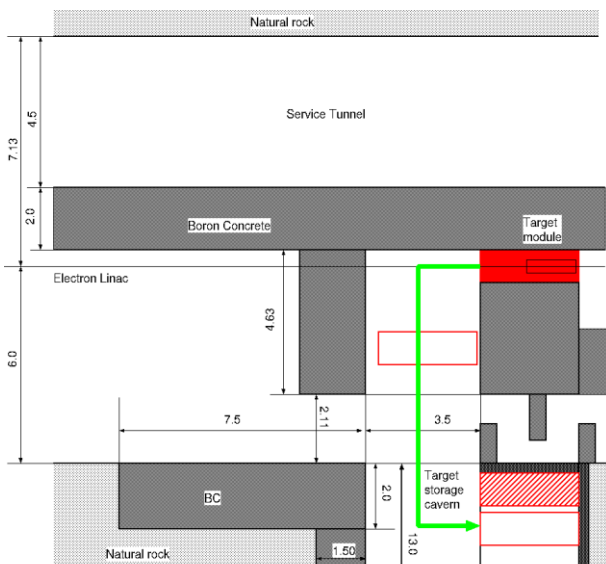 Natural rock
7.13
4.5
Service Tunnel
2.0
Boron Concrete
Target
module
Electron Linac
4.63
6.0
2.11
7.5
3.5
BC
2.0
Target
storage
cavern
Natural rock
1.50
13.0